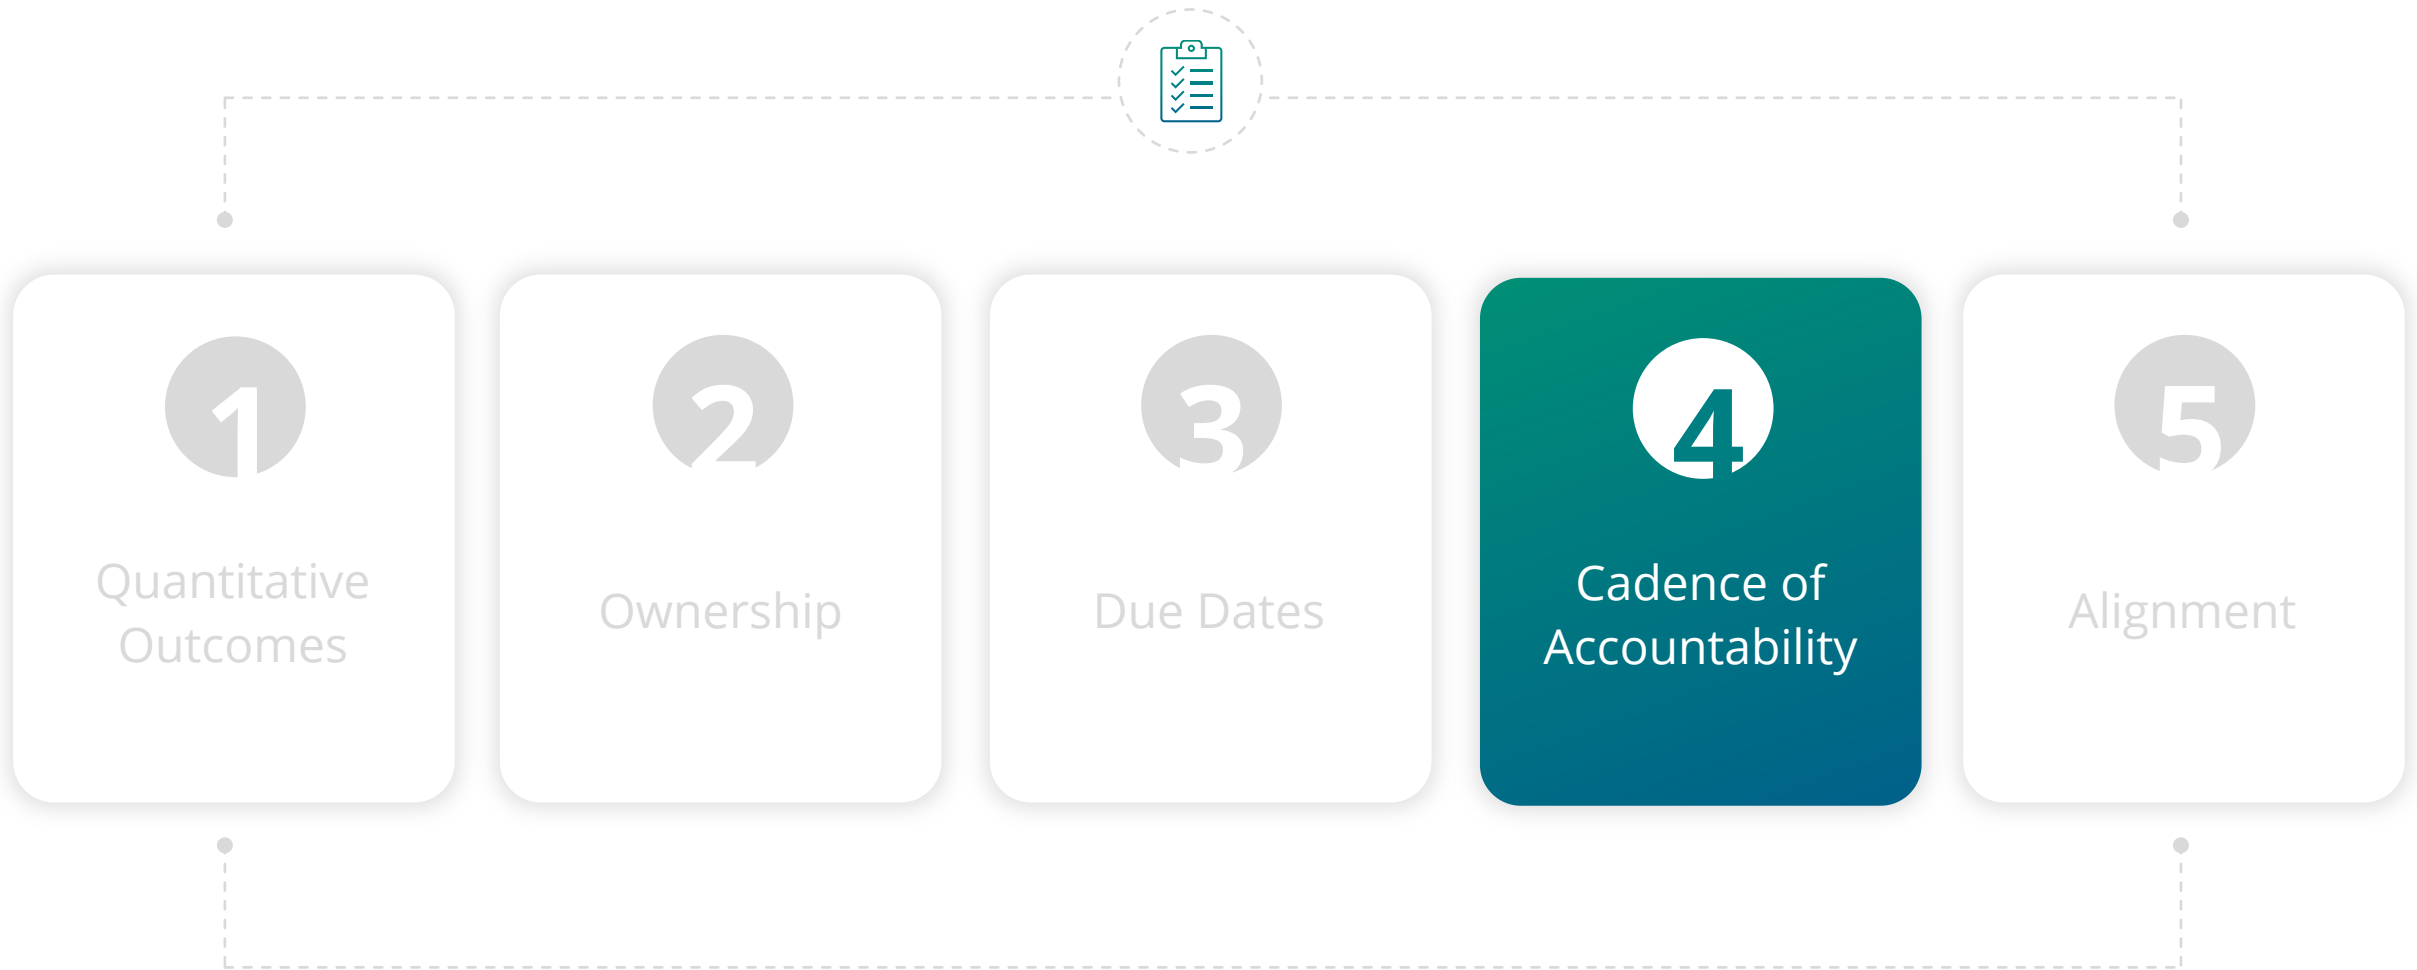 1
Quantitative
Outcomes
2
Ownership
3
Due Dates
4
Cadence of
Accountability
5
Alignment